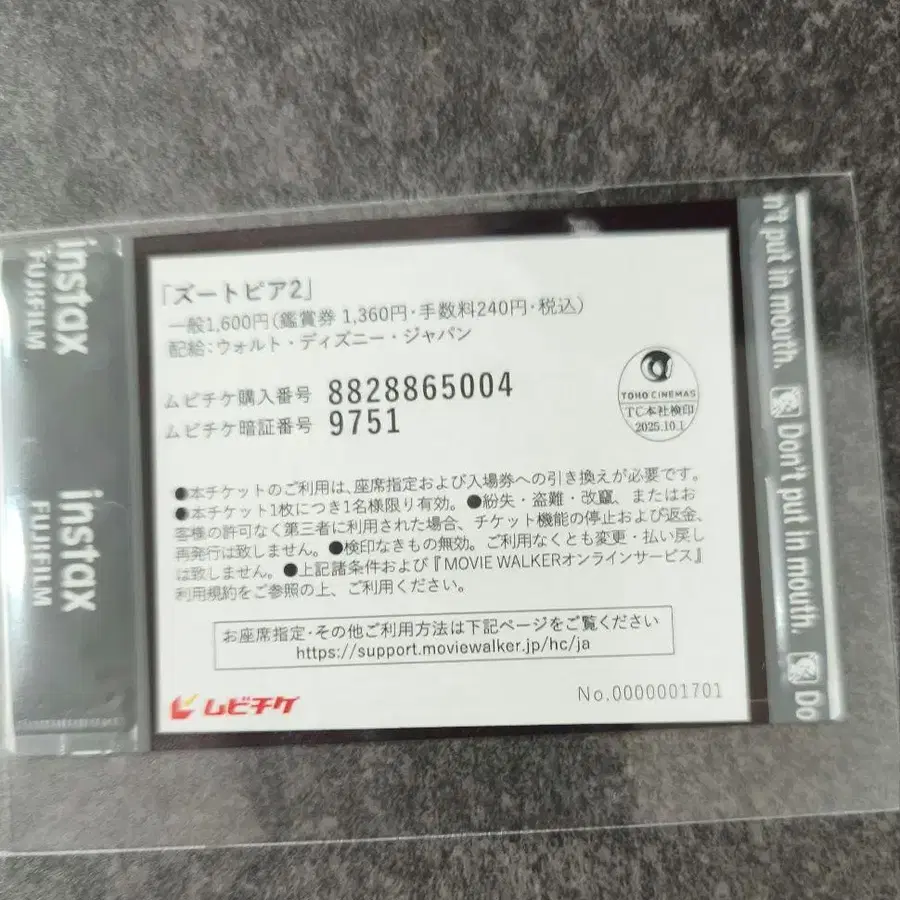 「ズートピア2」
一般1,600円(鑑賞券 1,360円・手数料240円・税込)
配給:ウォルト・ディズニー・ジャパン
ムビチケ購入番号 8828865004
ムビチケ暗証番号 9751
TOHO CINEMAS
TC本社検印
2025.10.1
●本チケットのご利用は、座席指定および入場券への引き換えが必要です。
●本チケット1枚につき1名様限り有効。●紛失・盗難・改竄、またはお
客様の許可なく第三者に利用された場合、チケット機能の停止および返金、
再発行は致しません。●検印なきもの無効。ご利用なくとも変更・払い戻し
は致しません。●上記諸条件および『MOVIE WALKERオンラインサービス』
利用規約をご参照の上、ご利用ください。
お座席指定・その他ご利用方法は下記ページをご覧ください
https://support.moviewalker.jp/hc/ja
ムビチケ
No.0000001701
instax
FUJIFILM
instax
FUJIFILM
n't put in mouth.
Don't put in mouth.
Do